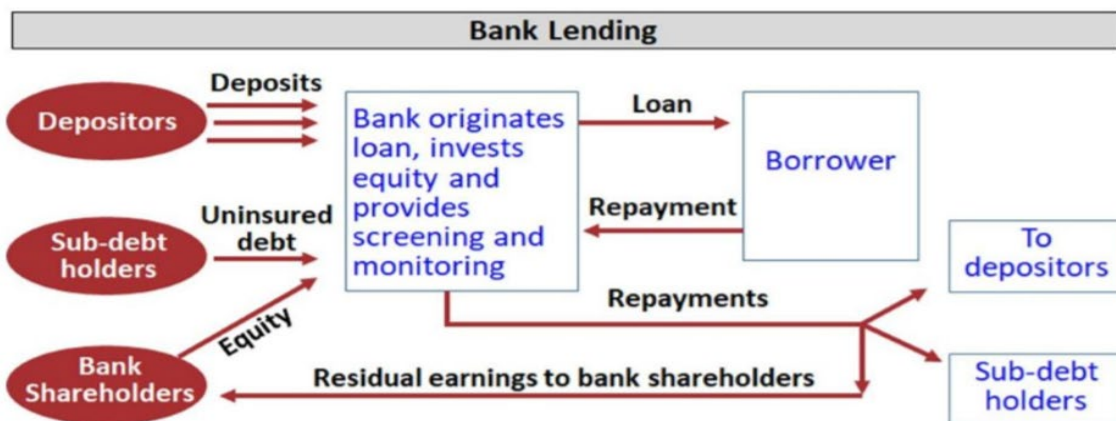 Bank Lending
Deposits
Depositors
Bank originates
loan, invests
equity and
provides
screening and
monitoring
Loan
Borrower
Repayment
Uninsured
debt
Sub-debt
holders
Equity
Bank
Shareholders
Repayments
To
depositors
Sub-debt
holders
Residual earnings to bank shareholders